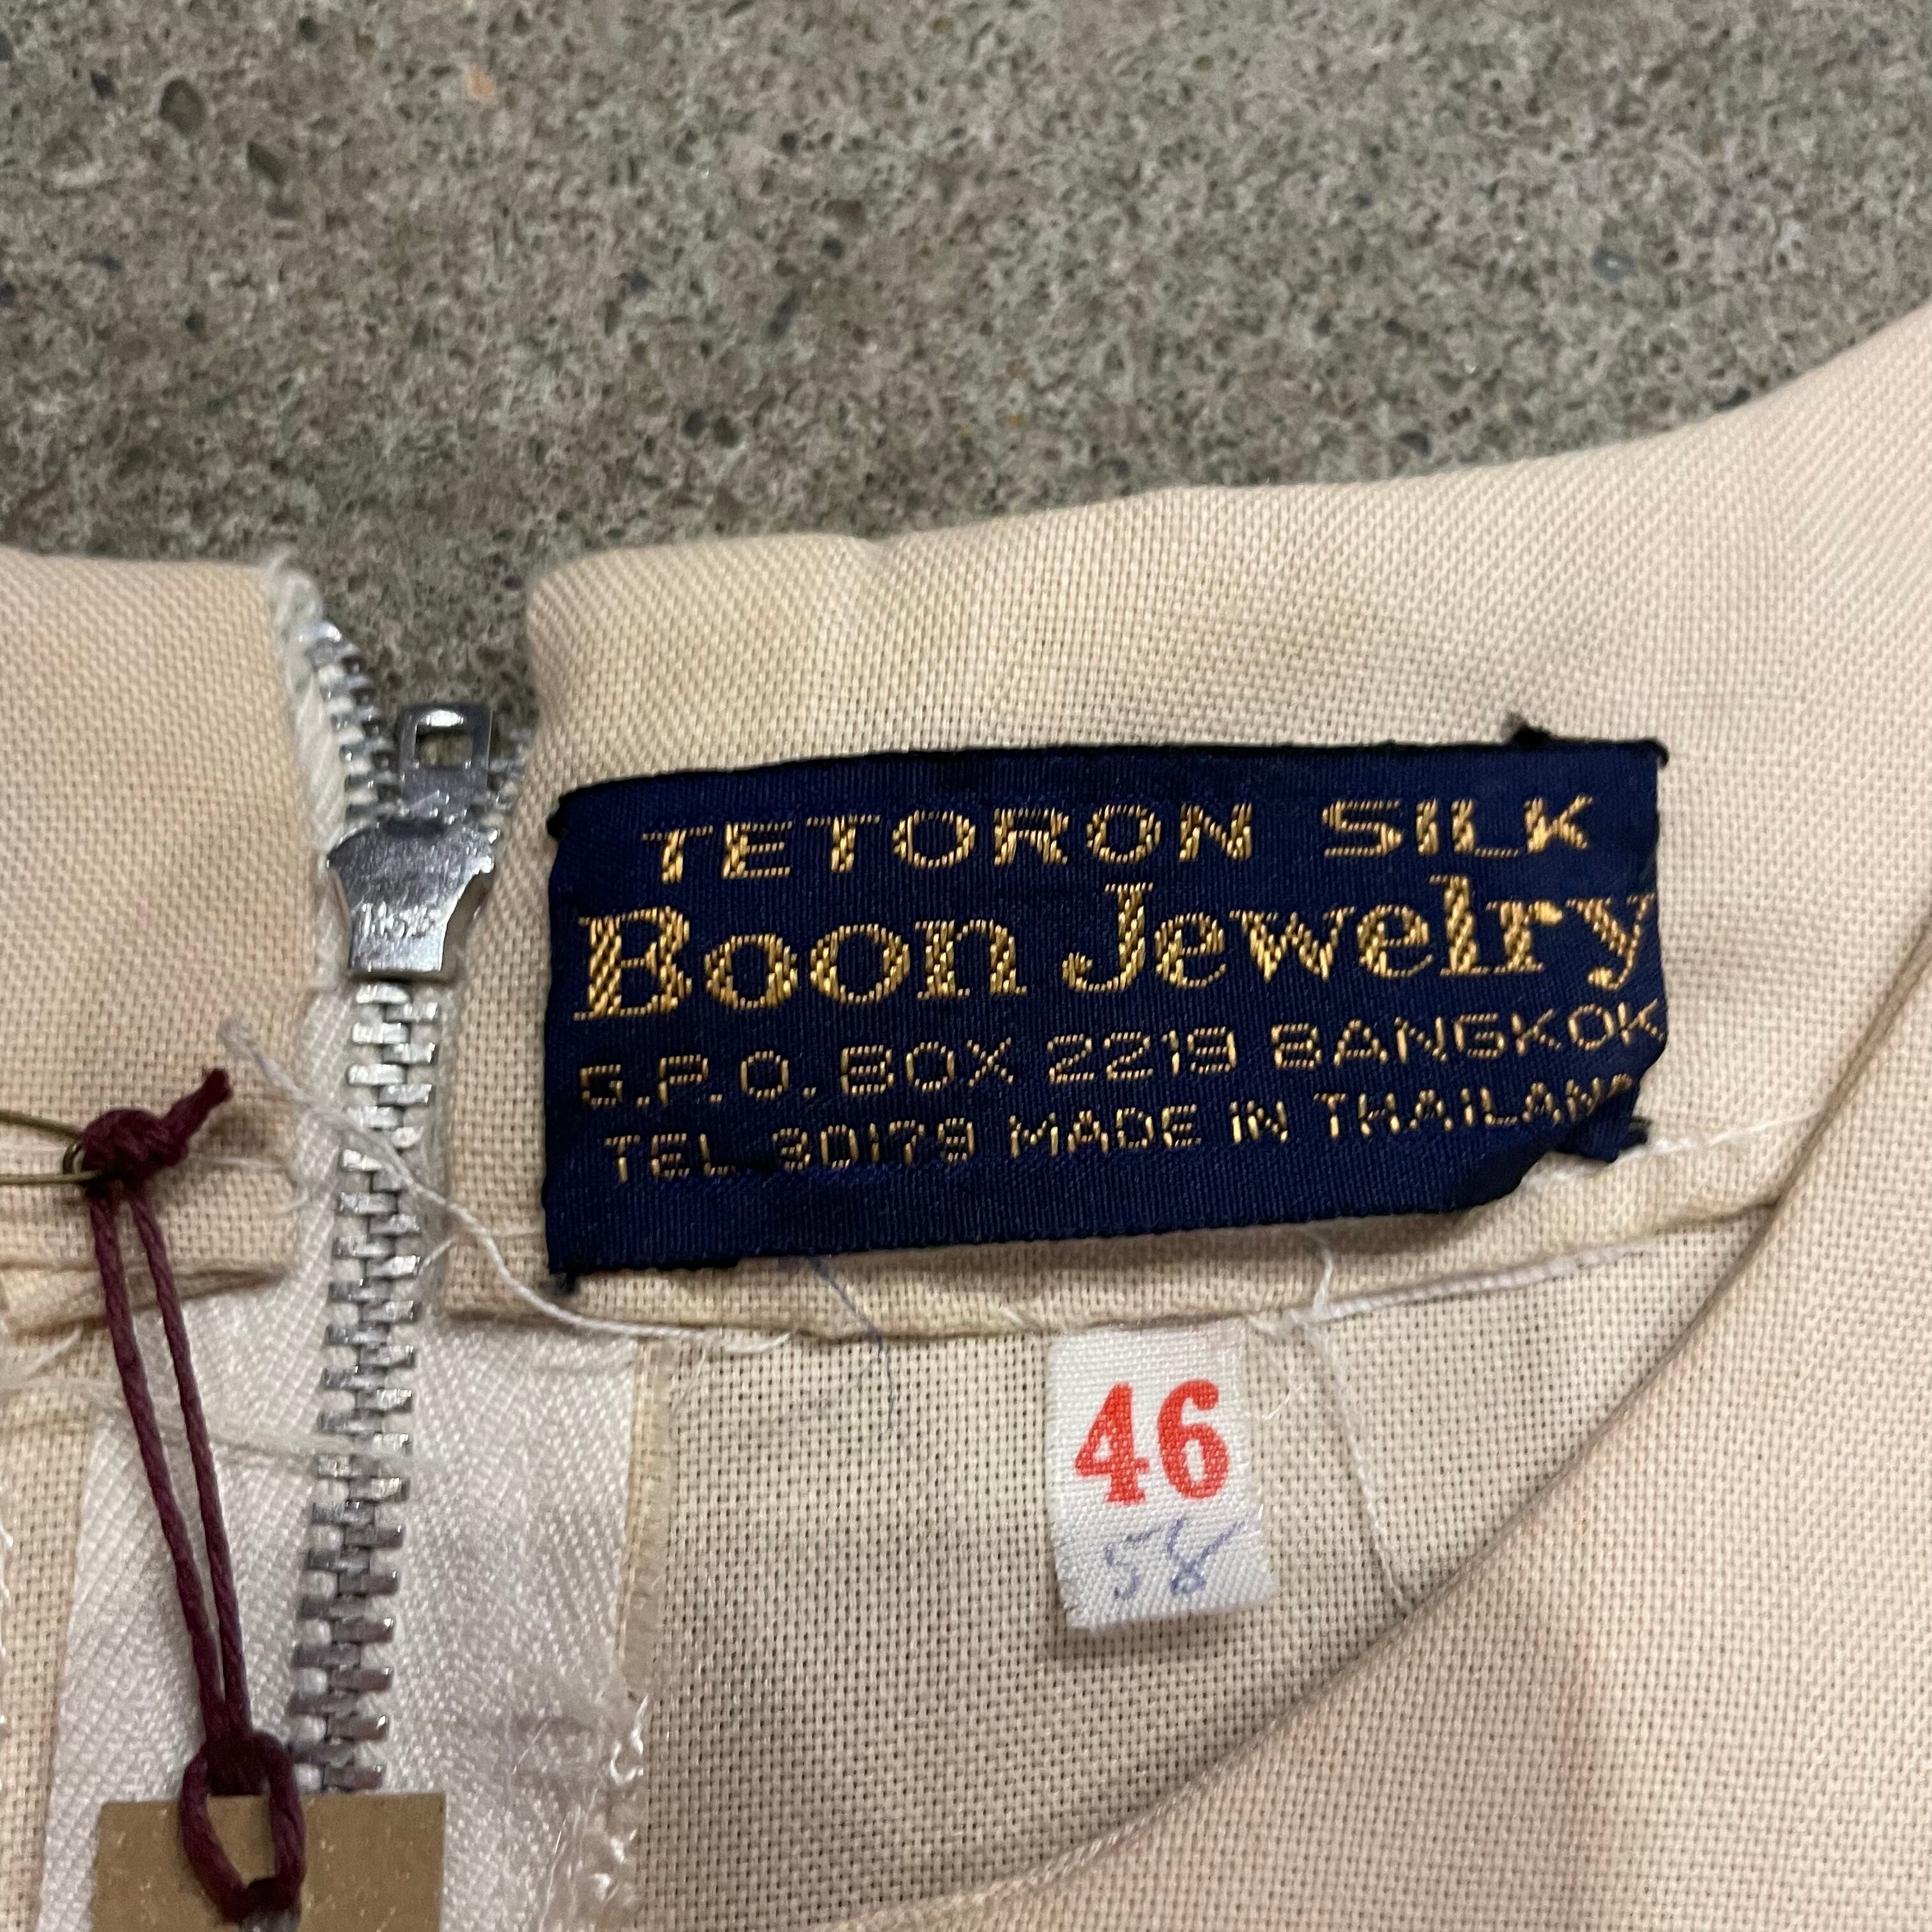 TETORON SILK
Boon Jewelry
G.P.O. BOX 2219 BANGKOK
TEL. 30179 MADE IN THAILAND
46
58